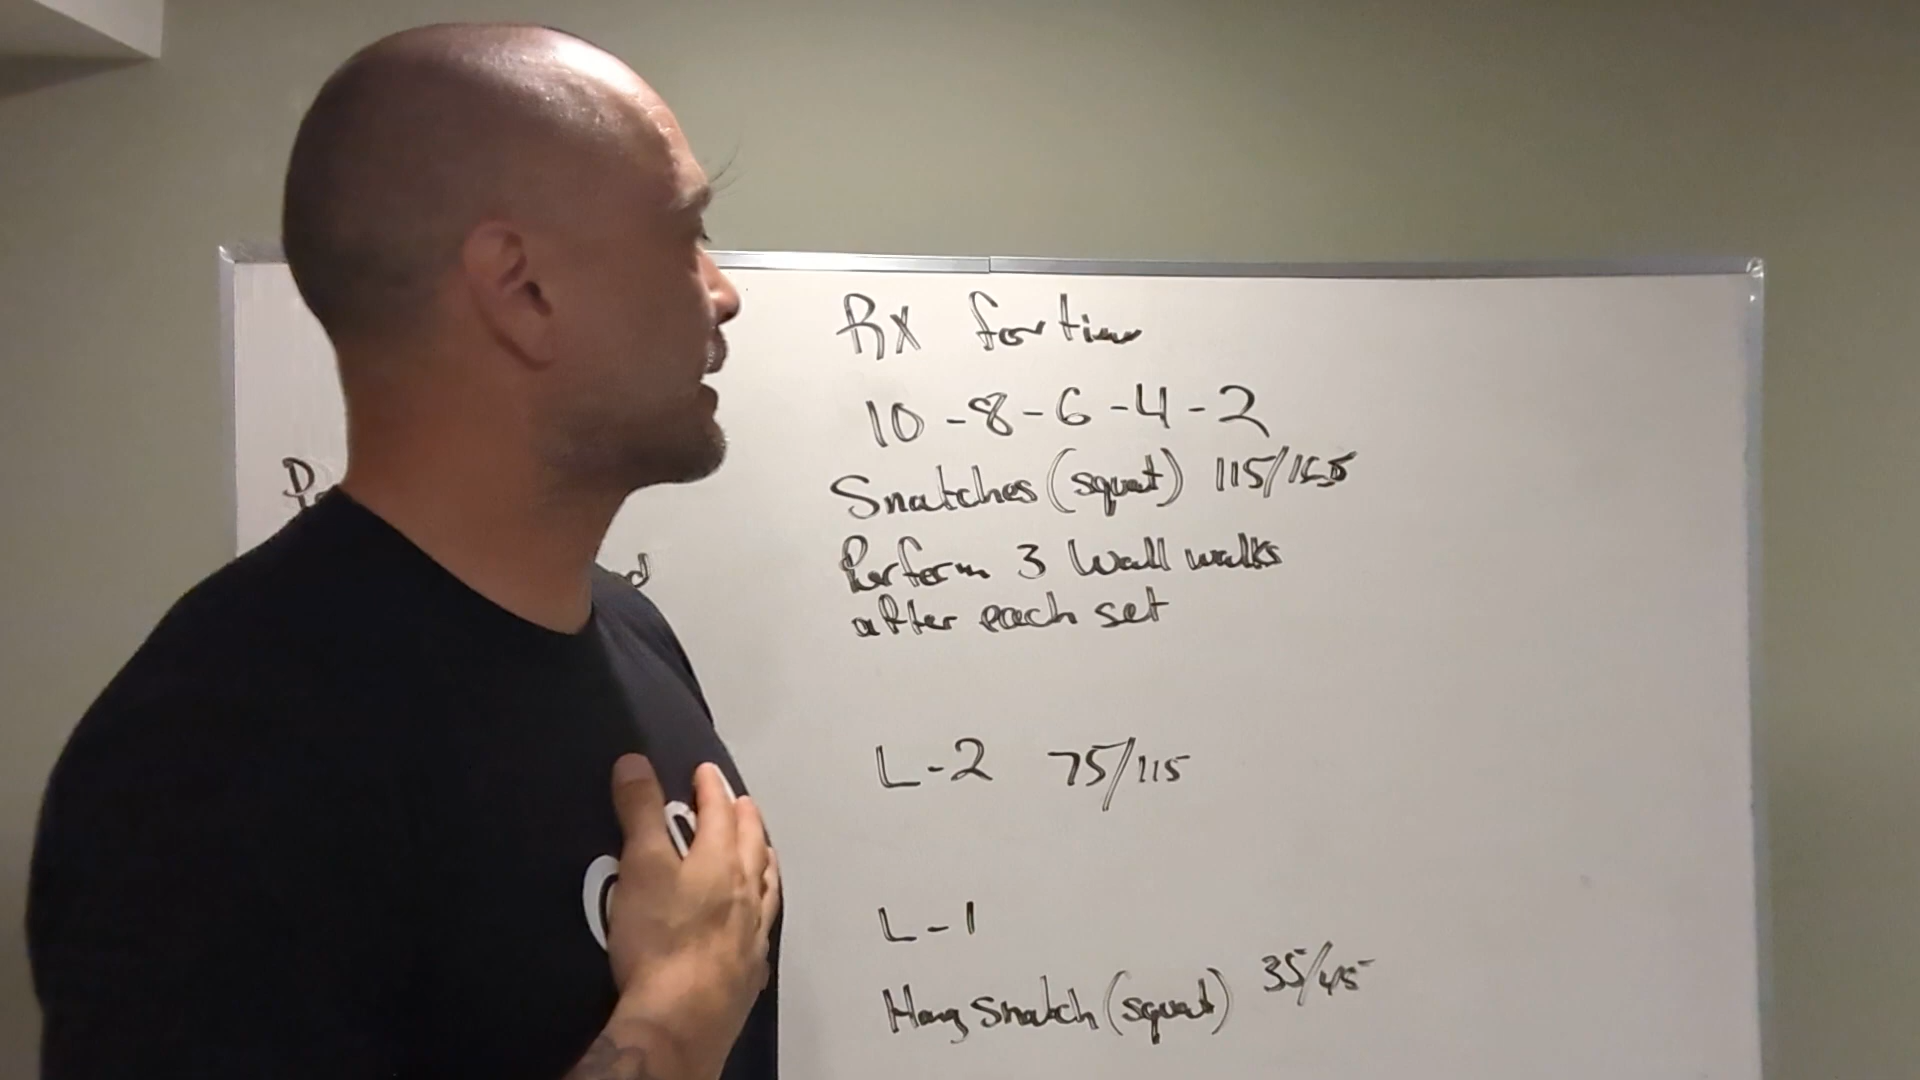 Rx for time
10-8-6-4-2
Snatches (squat) 115/165
Perform 3 Wall walks
after each set
L-2 75/115
L-1
Hang Snatch (squat) 35/45